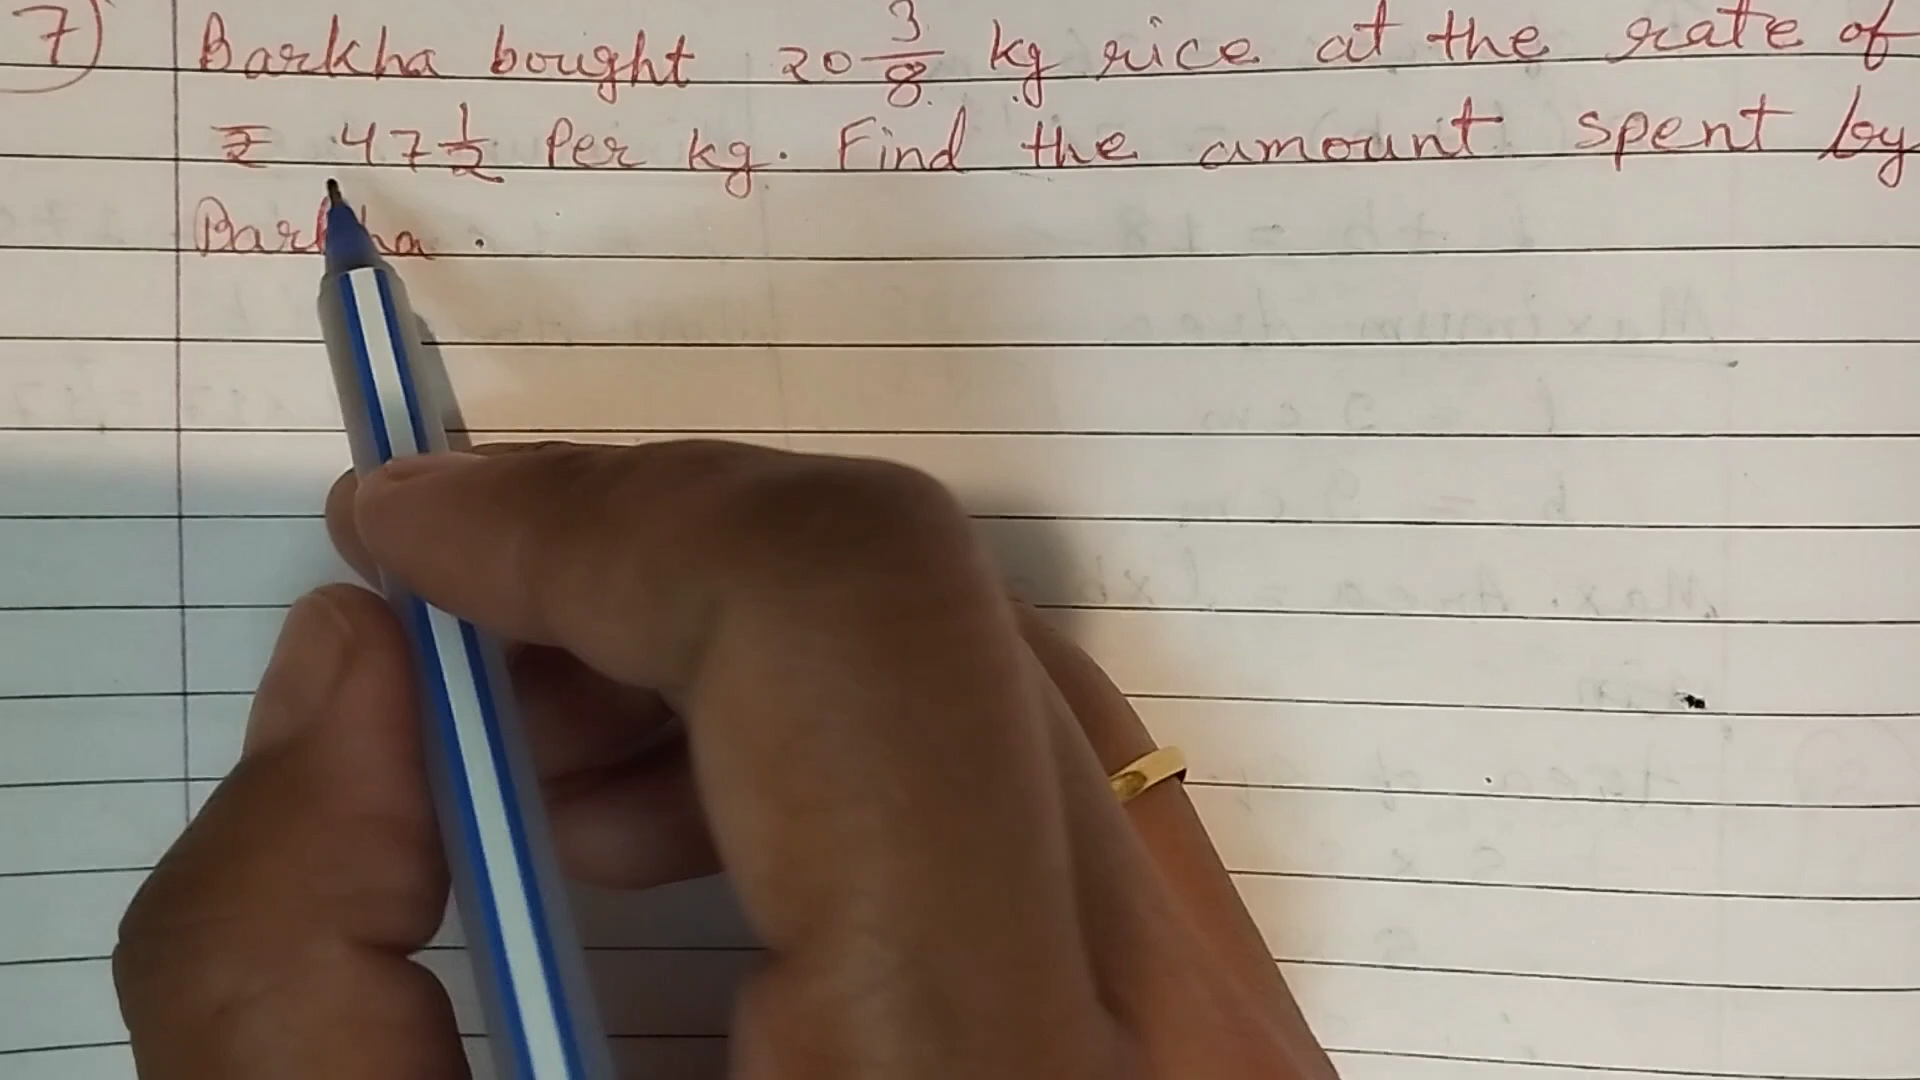 7) Barkha bought 20 3/8 kg rice at the rate of
₹ 47 1/2 Per kg. Find the amount spent by
Barkha.